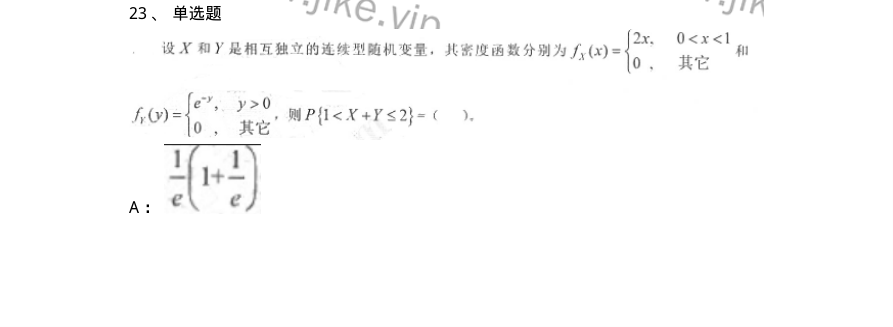 23 、 单选题
设 X 和 Y 是相互独立的连续型随机变量，其密度函数分别为 f_X(x) = {2x, 0<x<1; 0, 其它 和
f_Y(y) = {e^{-y}, y>0; 0, 其它, 则 P{1<X+Y≤2} = ( )。
A： 1/e(1+1/e)